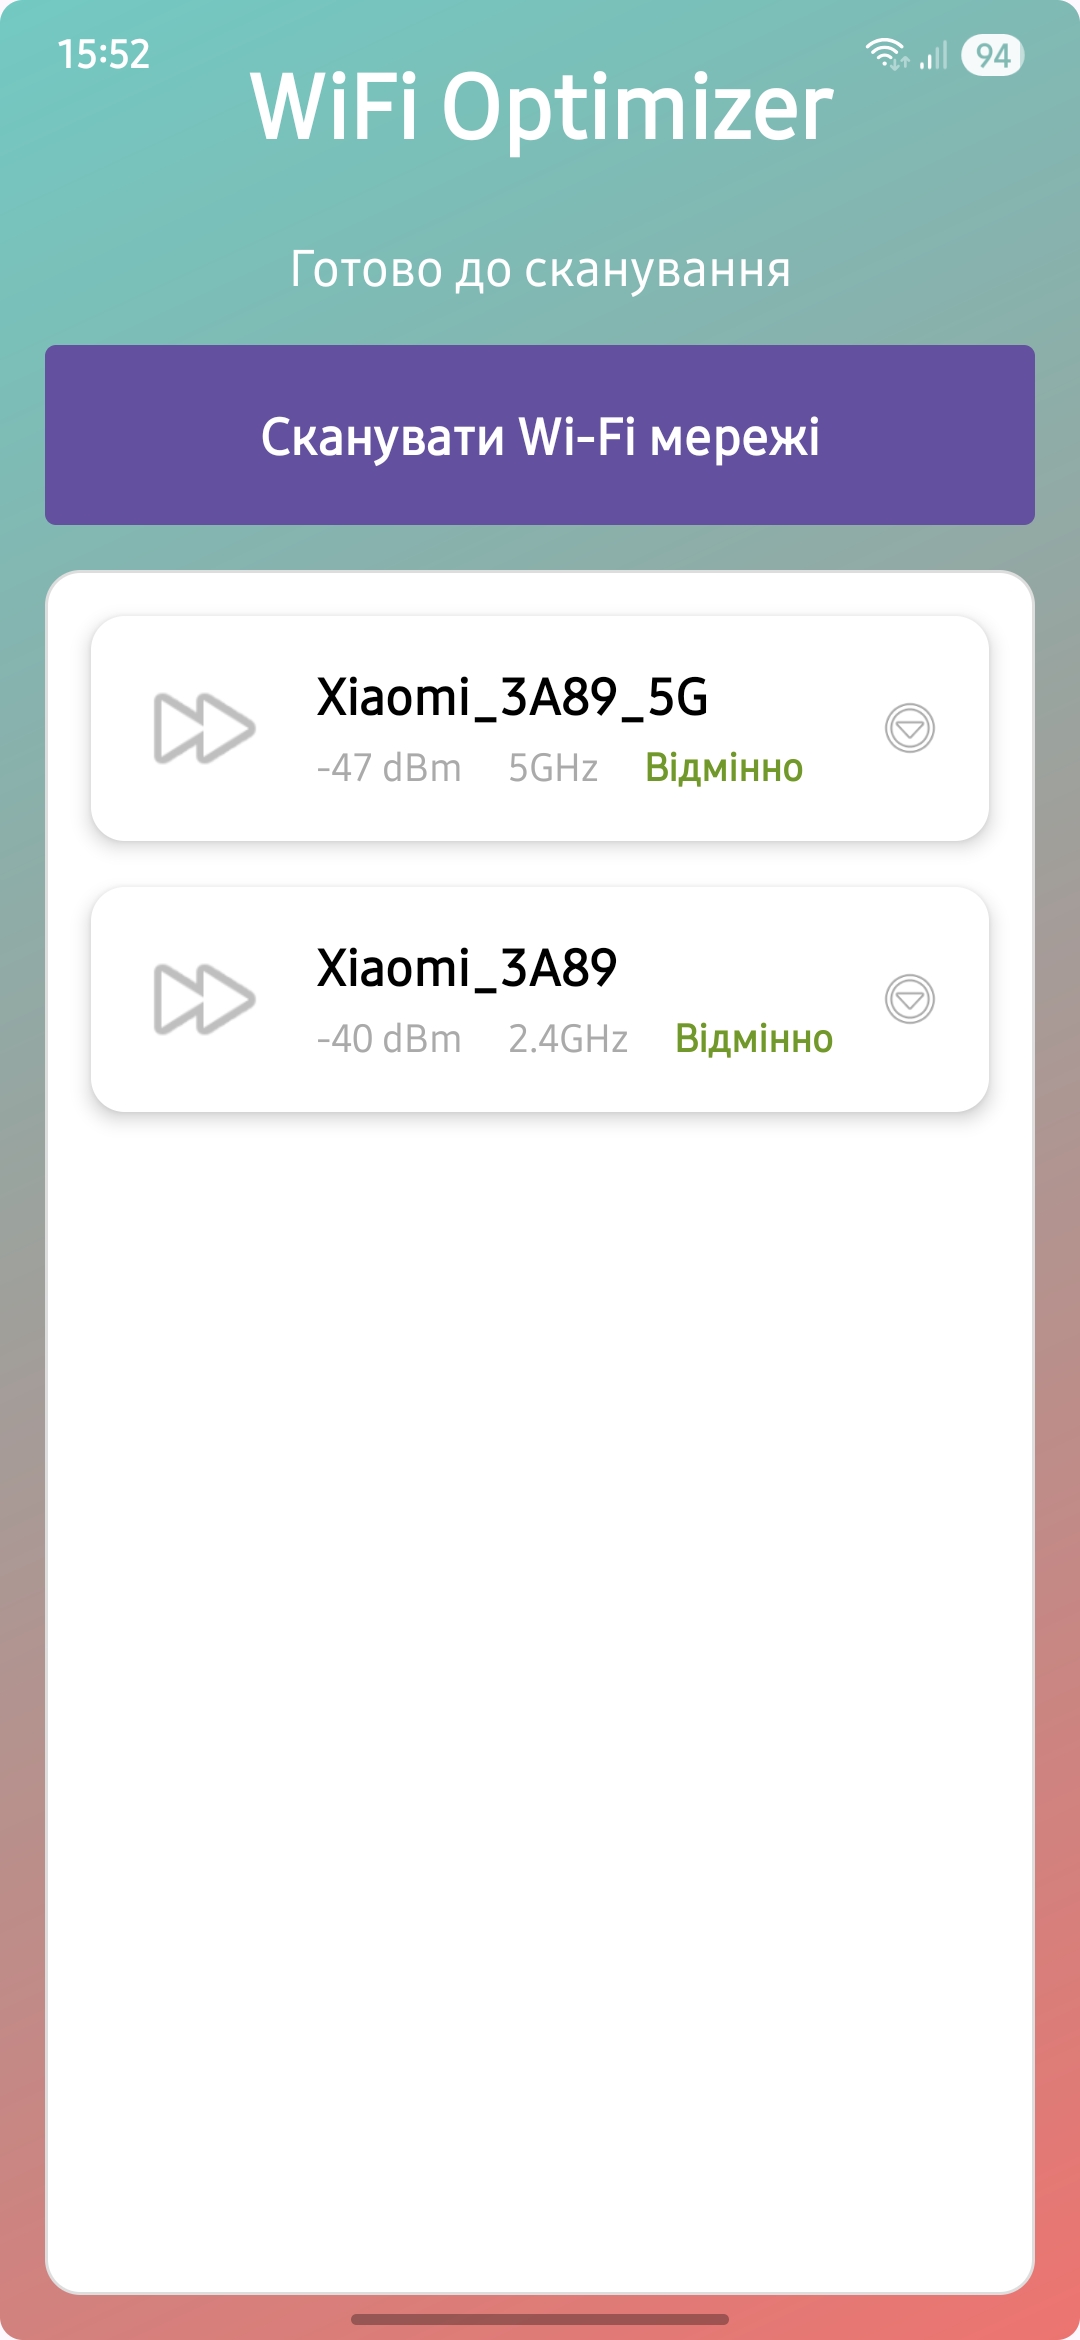 15:52
94
WiFi Optimizer
Готово до сканування
Сканувати Wi-Fi мережі
Xiaomi_3A89_5G
-47 dBm 5GHz Відмінно
Xiaomi_3A89
-40 dBm 2.4GHz Відмінно